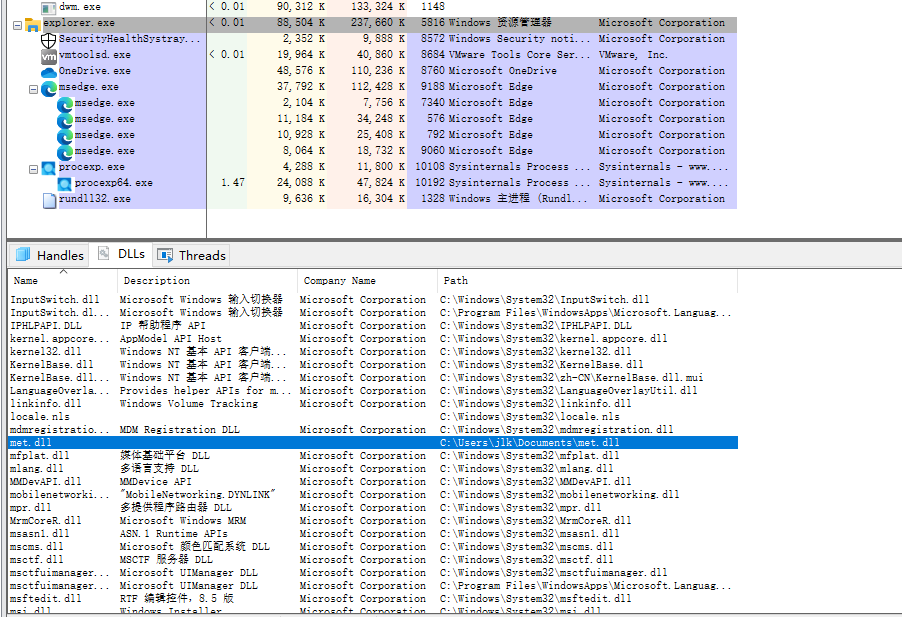 dwm.exe < 0.01 90,312 K 133,324 K 1148
explorer.exe < 0.01 88,504 K 237,660 K 5816 Windows 资源管理器 Microsoft Corporation
SecurityHealthSystray... 2,352 K 9,888 K 8572 Windows Security noti... Microsoft Corporation
vmtoolsd.exe < 0.01 19,964 K 40,860 K 8684 VMware Tools Core Ser... VMware, Inc.
OneDrive.exe 48,576 K 110,236 K 8760 Microsoft OneDrive Microsoft Corporation
msedge.exe 37,792 K 112,428 K 9188 Microsoft Edge Microsoft Corporation
msedge.exe 2,104 K 7,756 K 7340 Microsoft Edge Microsoft Corporation
msedge.exe 11,184 K 34,248 K 576 Microsoft Edge Microsoft Corporation
msedge.exe 10,928 K 25,408 K 792 Microsoft Edge Microsoft Corporation
msedge.exe 8,064 K 18,732 K 9060 Microsoft Edge Microsoft Corporation
procexp.exe 4,288 K 11,800 K 10108 Sysinternals Process ... Sysinternals - www....
procexp64.exe 1.47 24,088 K 47,824 K 10192 Sysinternals Process ... Sysinternals - www....
rundll32.exe 9,636 K 16,304 K 1328 Windows 主进程 (Rundl... Microsoft Corporation
Handles DLLs Threads
Name Description Company Name Path
InputSwitch.dll Microsoft Windows 输入切换器 Microsoft Corporation C:\Windows\System32\InputSwitch.dll
InputSwitch.dl... Microsoft Windows 输入切换器 Microsoft Corporation C:\Program Files\WindowsApps\Microsoft.Languag...
IPHLPAPI.DLL IP 帮助程序 API Microsoft Corporation C:\Windows\System32\IPHLPAPI.DLL
kernel.appcore... AppModel API Host Microsoft Corporation C:\Windows\System32\kernel.appcore.dll
kernel32.dll Windows NT 基本 API 客户端... Microsoft Corporation C:\Windows\System32\kernel32.dll
KernelBase.dll Windows NT 基本 API 客户端... Microsoft Corporation C:\Windows\System32\KernelBase.dll
KernelBase.dll... Windows NT 基本 API 客户端... Microsoft Corporation C:\Windows\System32\zh-CN\KernelBase.dll.mui
LanguageOverla... Provides helper APIs for m... Microsoft Corporation C:\Windows\System32\LanguageOverlayUtil.dll
linkinfo.dll Windows Volume Tracking Microsoft Corporation C:\Windows\System32\linkinfo.dll
locale.nls C:\Windows\System32\locale.nls
mdmregistratio... MDM Registration DLL Microsoft Corporation C:\Windows\System32\mdmregistration.dll
met.dll C:\Users\jlk\Documents\met.dll
mfplat.dll 媒体基础平台 DLL Microsoft Corporation C:\Windows\System32\mfplat.dll
mlang.dll 多语言支持 DLL Microsoft Corporation C:\Windows\System32\mlang.dll
MMDevAPI.dll MMDevice API Microsoft Corporation C:\Windows\System32\MMDevAPI.dll
mobilenetworki... "MobileNetworking.DYNLINK" Microsoft Corporation C:\Windows\System32\mobilenetworking.dll
mpr.dll 多提供程序路由器 DLL Microsoft Corporation C:\Windows\System32\mpr.dll
MrmCoreR.dll Microsoft Windows MRM Microsoft Corporation C:\Windows\System32\MrmCoreR.dll
msasn1.dll ASN.1 Runtime APIs Microsoft Corporation C:\Windows\System32\msasn1.dll
mscms.dll Microsoft 颜色匹配系统 DLL Microsoft Corporation C:\Windows\System32\mscms.dll
msctf.dll MSCTF 服务器 DLL Microsoft Corporation C:\Windows\System32\msctf.dll
msctfuimanager... Microsoft UIManager DLL Microsoft Corporation C:\Windows\System32\msctfuimanager.dll
msctfuimanager... Microsoft UIManager DLL Microsoft Corporation C:\Program Files\WindowsApps\Microsoft.Languag...
msftedit.dll RTF 编辑控件，8.5 版 Microsoft Corporation C:\Windows\System32\msftedit.dll
msi.dll Windows Installer Microsoft Corporation C:\Windows\System32\msi.dll